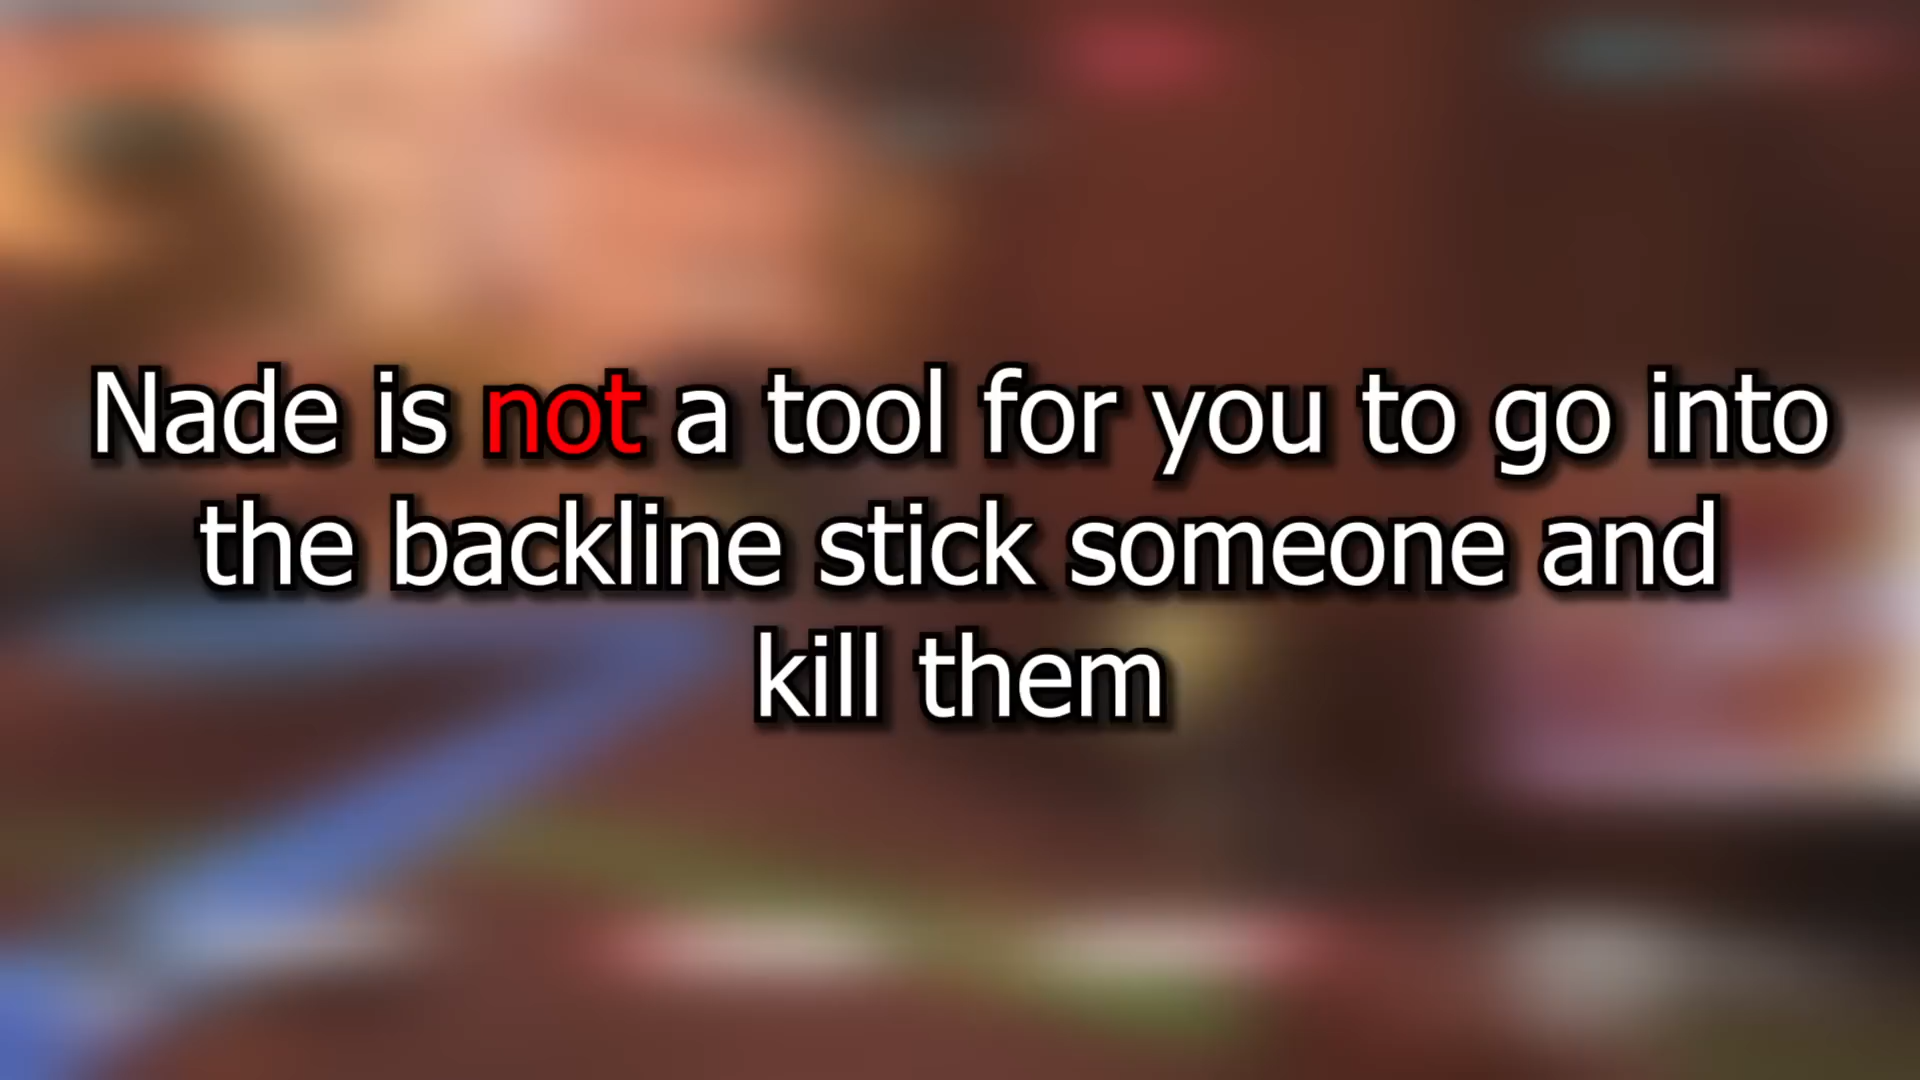 Nade is not a tool for you to go into
the backline stick someone and
kill them